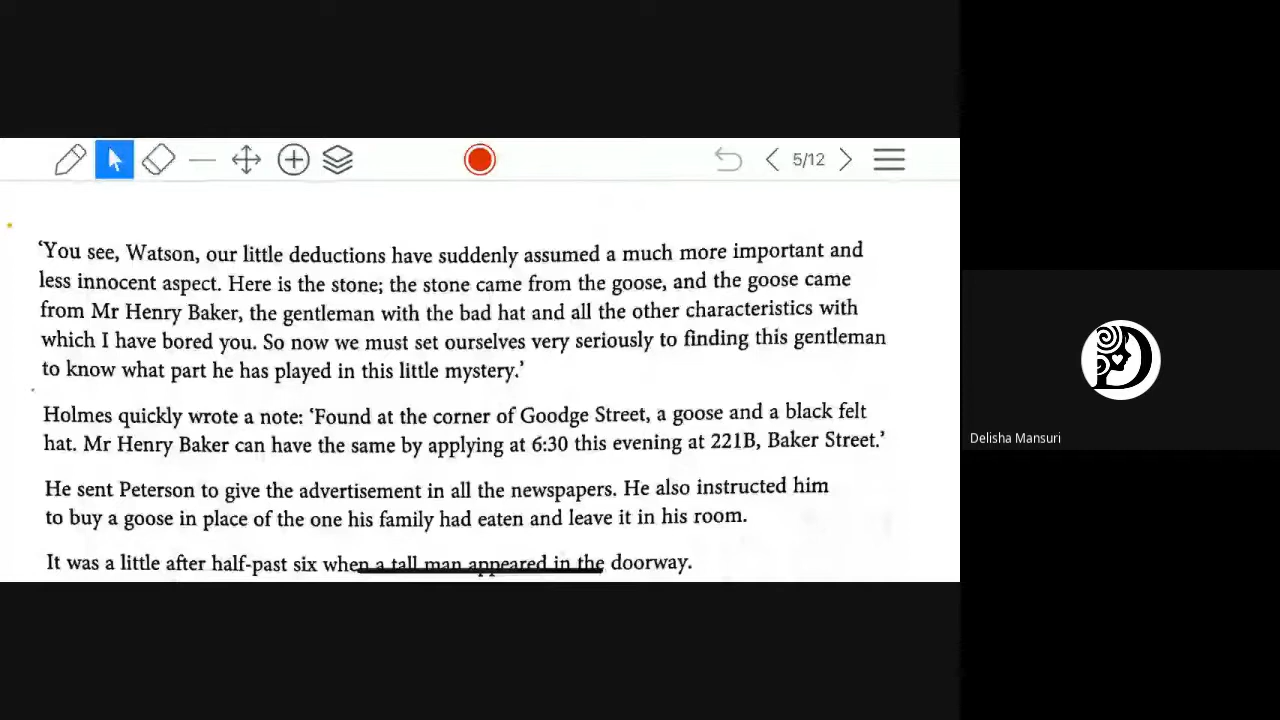 5/12
‘You see, Watson, our little deductions have suddenly assumed a much more important and
less innocent aspect. Here is the stone; the stone came from the goose, and the goose came
from Mr Henry Baker, the gentleman with the bad hat and all the other characteristics with
which I have bored you. So now we must set ourselves very seriously to finding this gentleman
to know what part he has played in this little mystery.’
Holmes quickly wrote a note: ‘Found at the corner of Goodge Street, a goose and a black felt
hat. Mr Henry Baker can have the same by applying at 6:30 this evening at 221B, Baker Street.’
He sent Peterson to give the advertisement in all the newspapers. He also instructed him
to buy a goose in place of the one his family had eaten and leave it in his room.
It was a little after half-past six when a tall man appeared in the doorway.
Delisha Mansuri